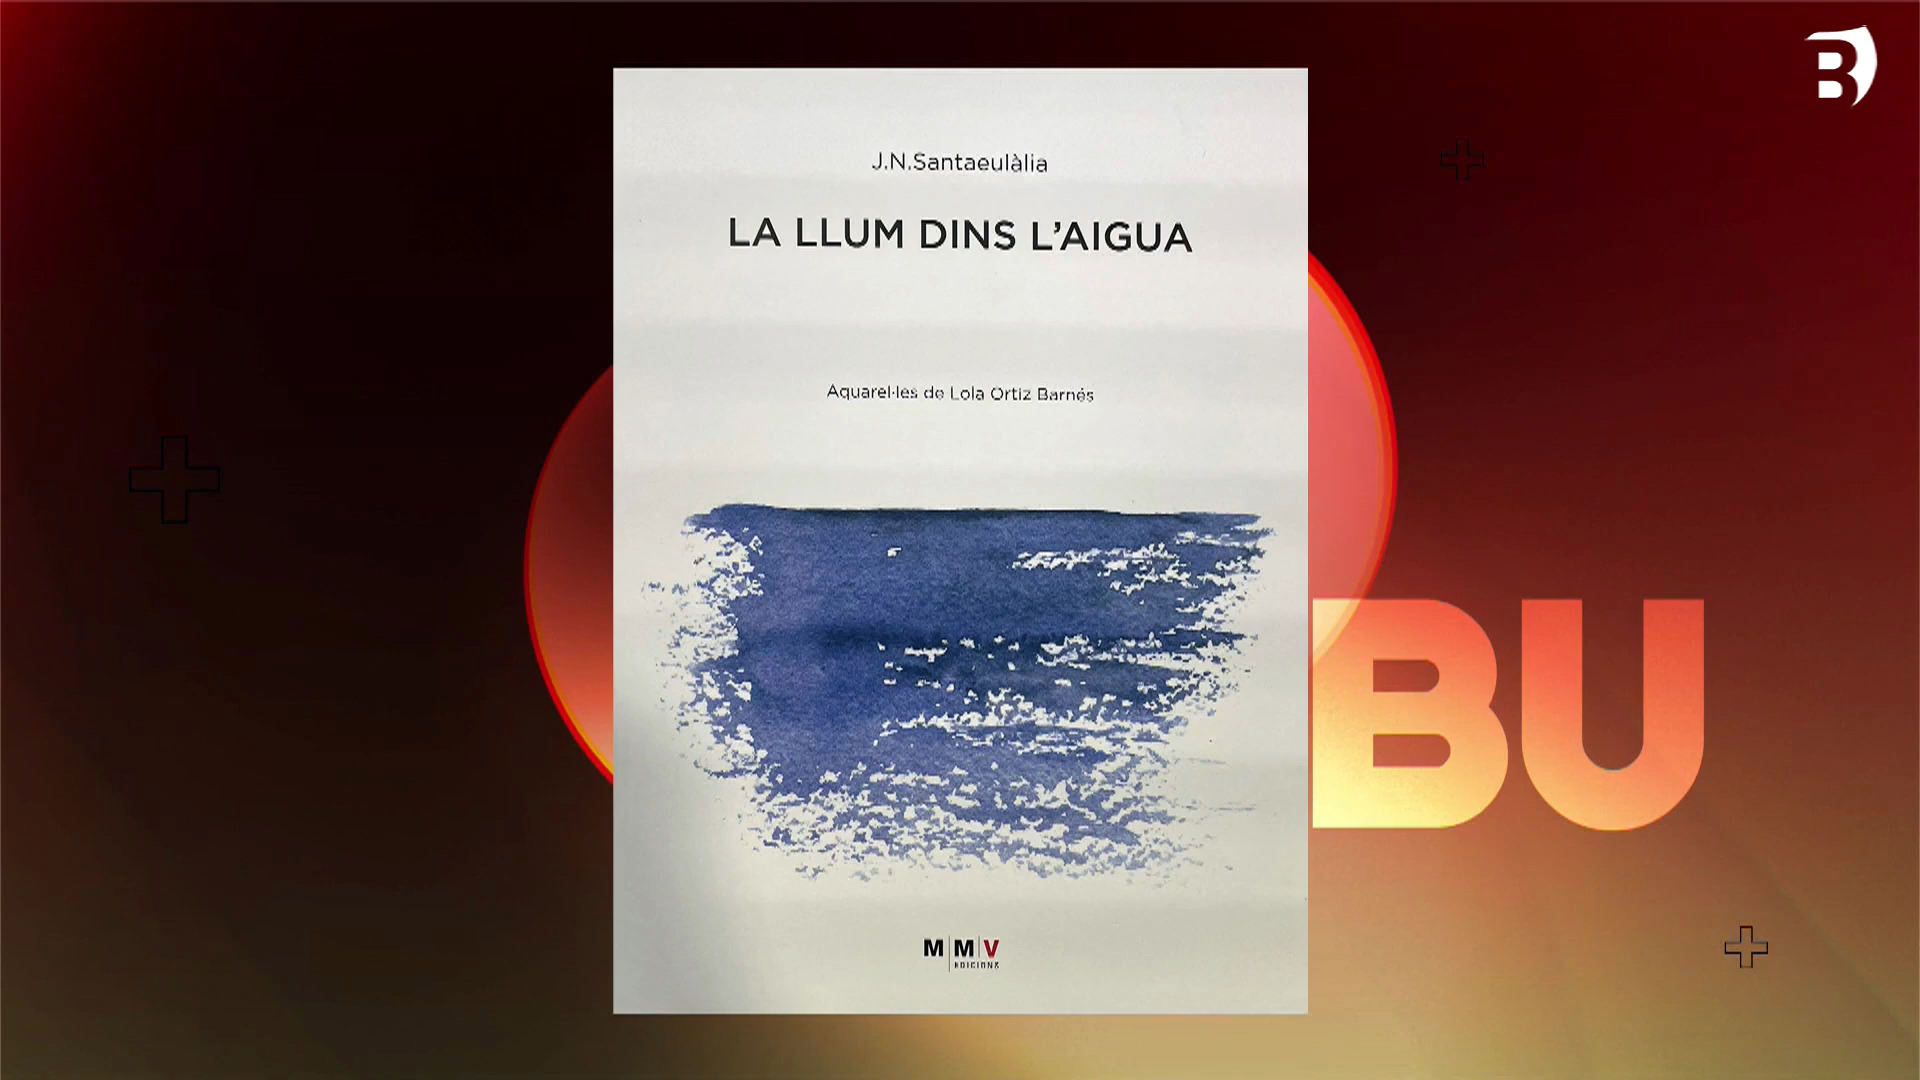 B
J.N.Santaeulàlia
LA LLUM DINS L'AIGUA
Aquarel·les de Lola Ortiz Barnés
BU
M M V
EDICIONS